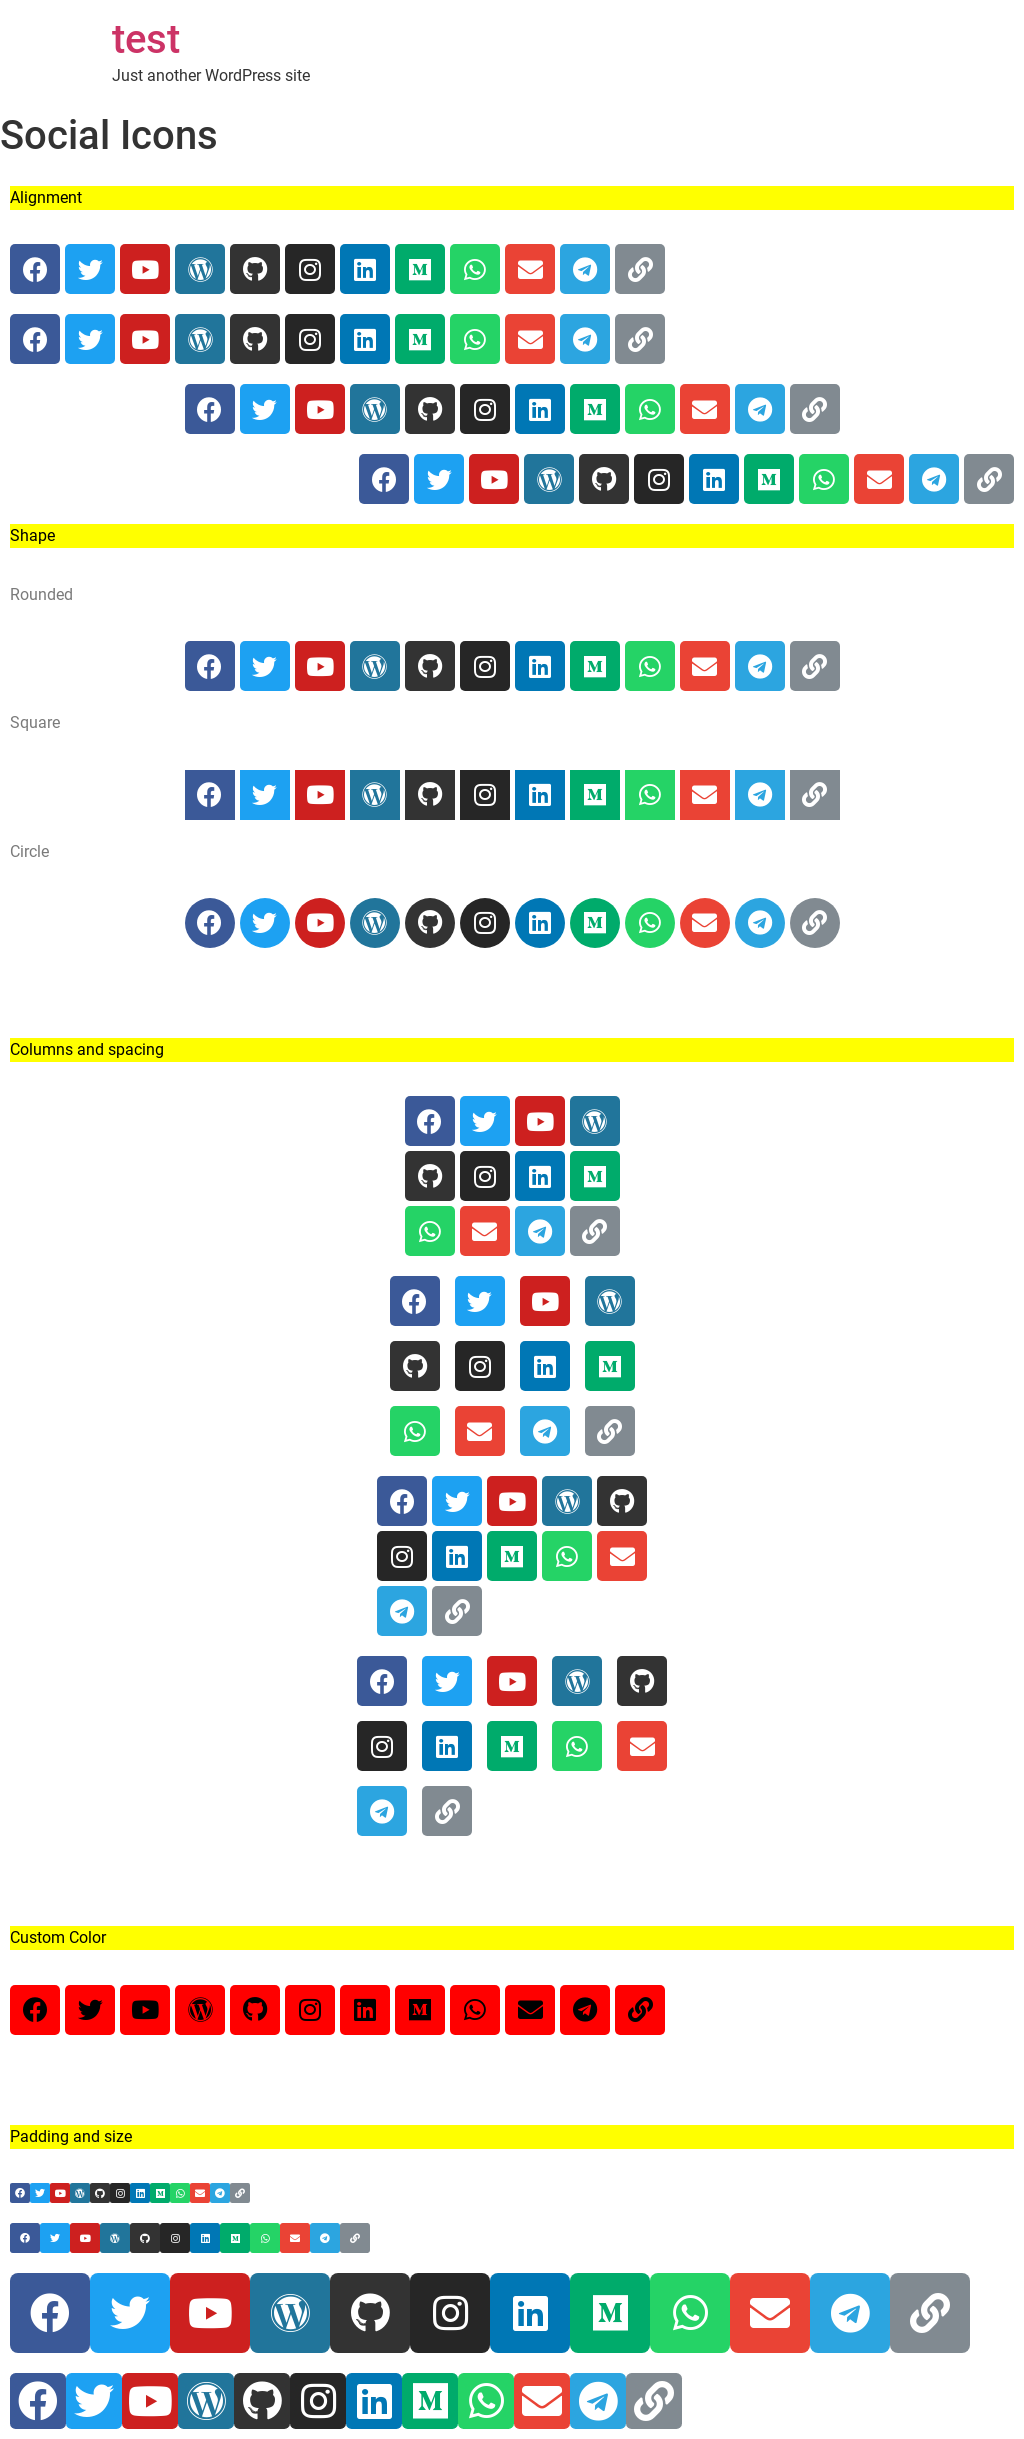 test
Just another WordPress site
Social Icons
Alignment
Shape
Rounded
Square
Circle
Columns and spacing
Custom Color
Padding and size